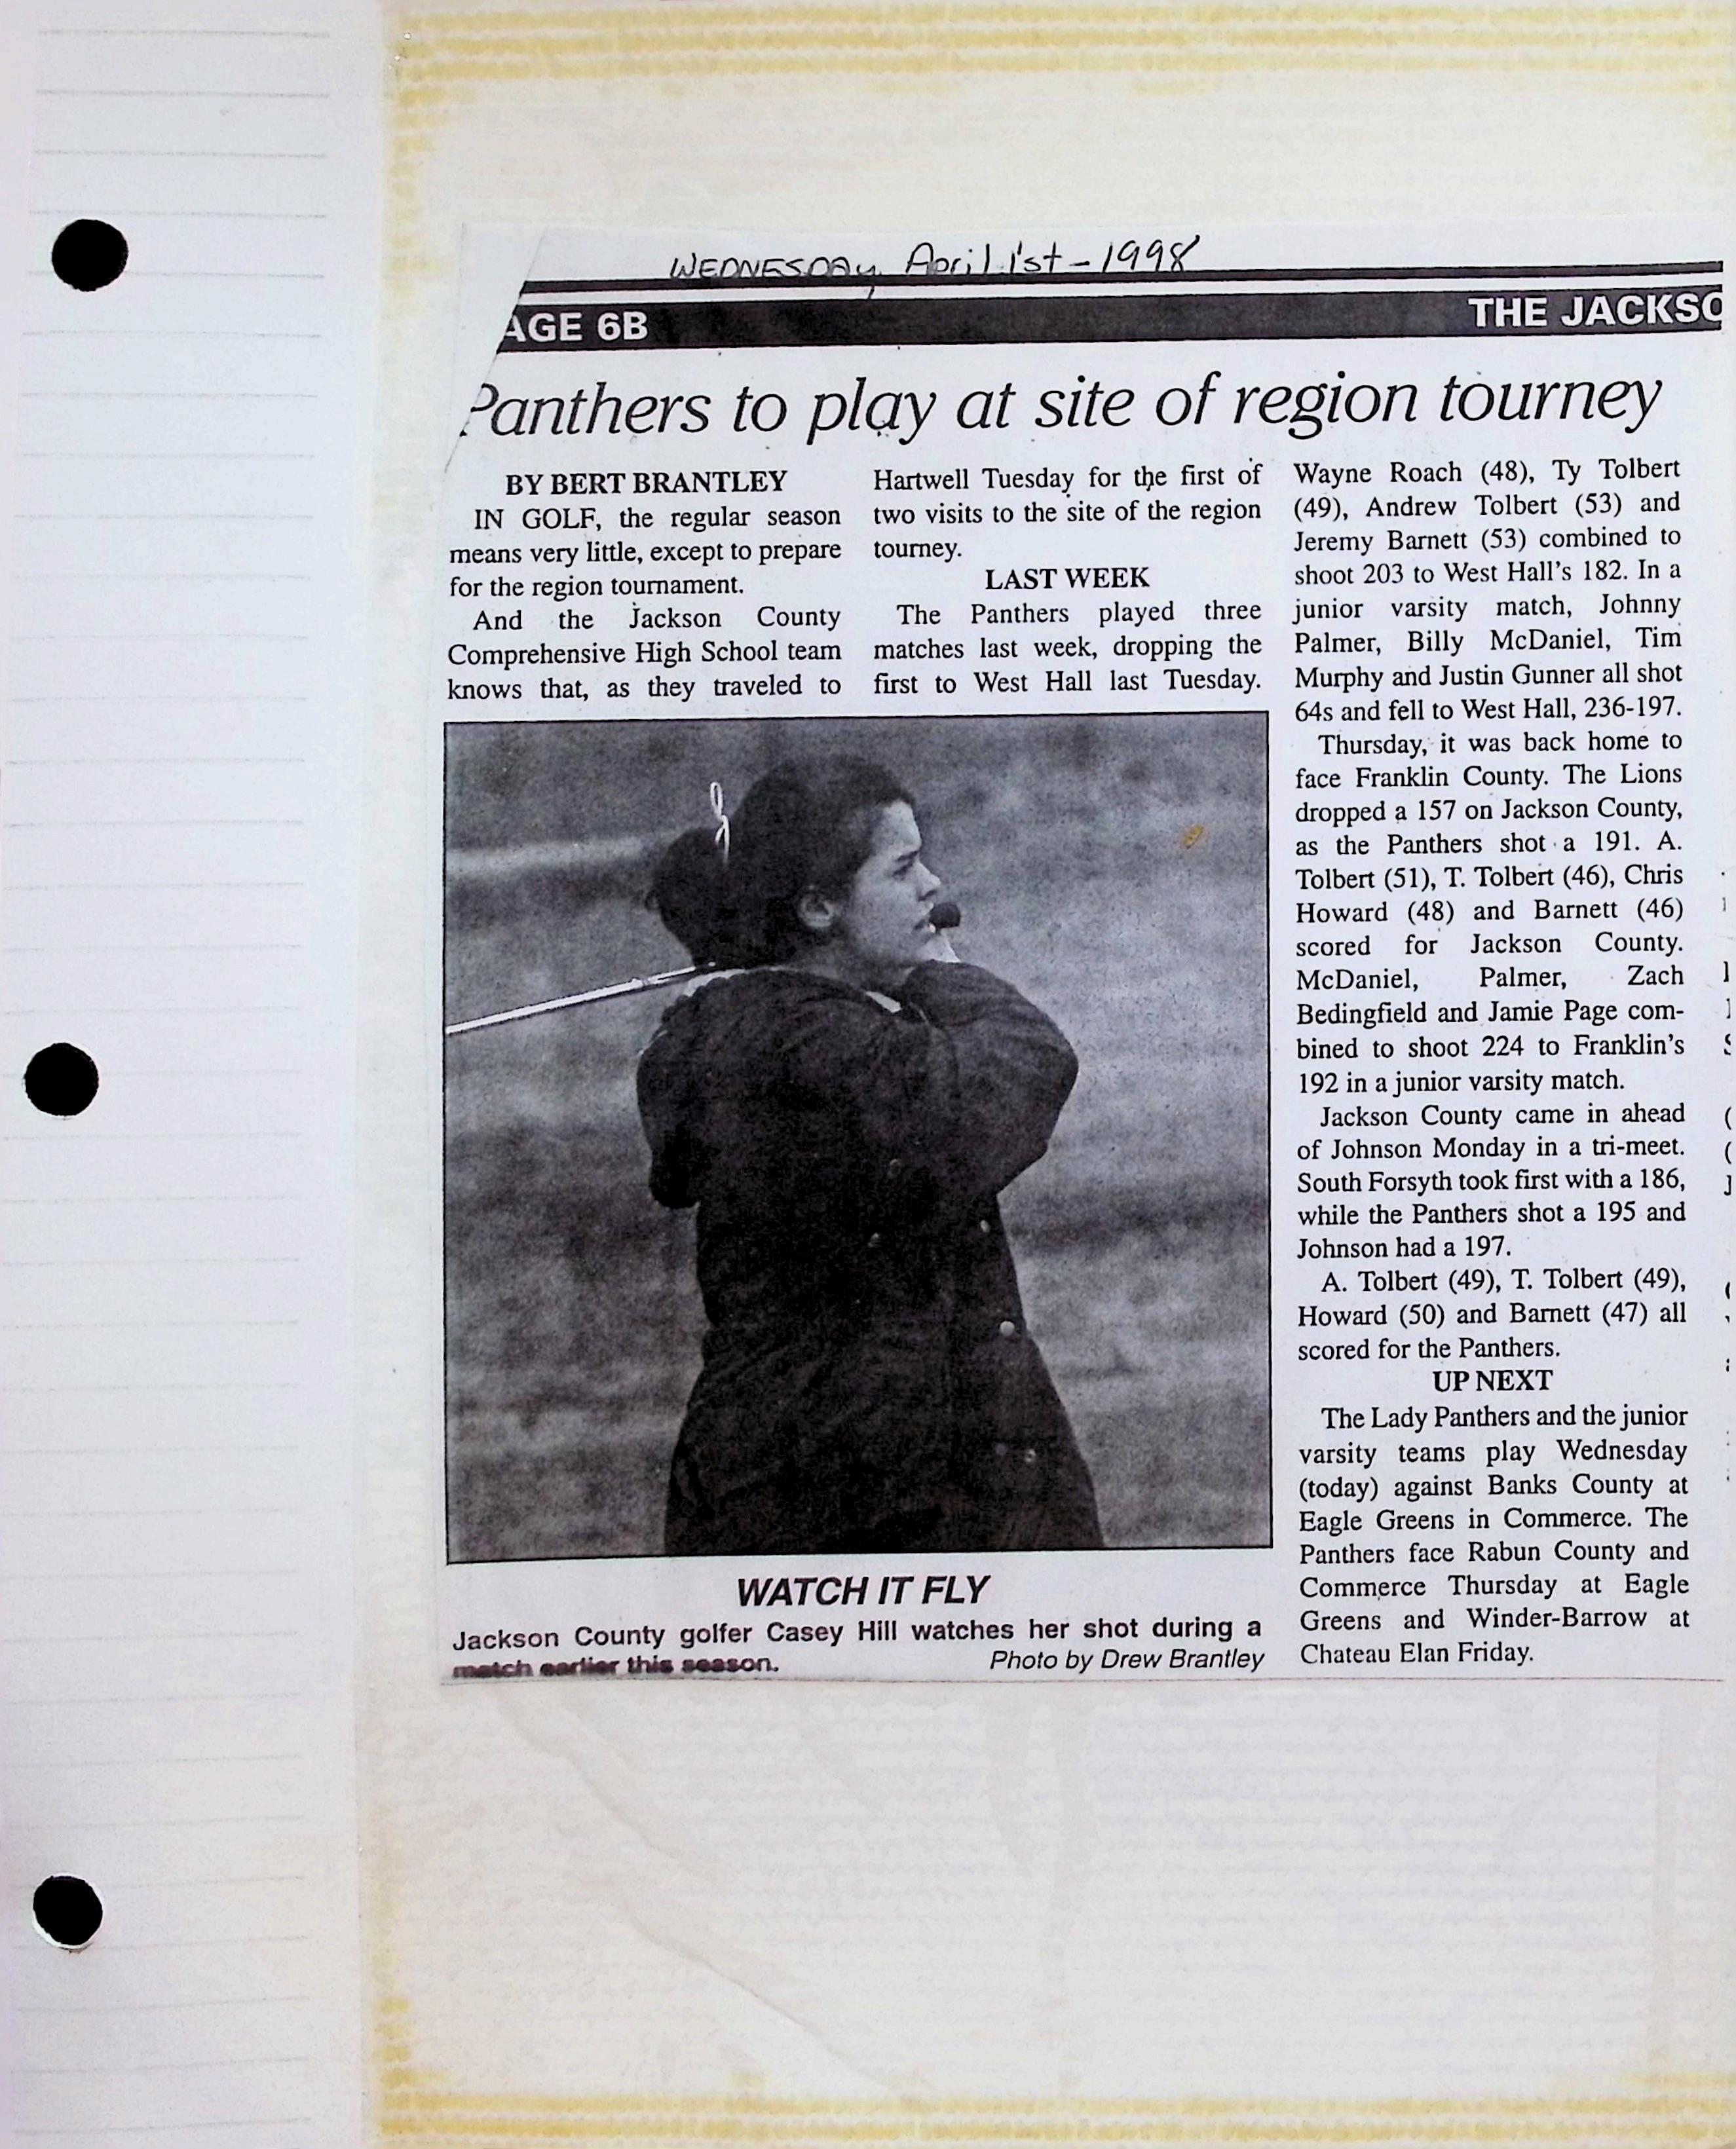 WEDNESDAY, April 1st - 1998
AGE 6B
THE JACKSO
Panthers to play at site of region tourney
BY BERT BRANTLEY
IN GOLF, the regular season
means very little, except to prepare
for the region tournament.
And the Jackson County
Comprehensive High School team
knows that, as they traveled to
Hartwell Tuesday for the first of
two visits to the site of the region
tourney.
LAST WEEK
The Panthers played three
matches last week, dropping the
first to West Hall last Tuesday.
Wayne Roach (48), Ty Tolbert
(49), Andrew Tolbert (53) and
Jeremy Barnett (53) combined to
shoot 203 to West Hall's 182. In a
junior varsity match, Johnny
Palmer, Billy McDaniel, Tim
Murphy and Justin Gunner all shot
64s and fell to West Hall, 236-197.
Thursday, it was back home to
face Franklin County. The Lions
dropped a 157 on Jackson County,
as the Panthers shot a 191. A.
Tolbert (51), T. Tolbert (46), Chris
Howard (48) and Barnett (46)
scored for Jackson County.
McDaniel, Palmer, Zach
Bedingfield and Jamie Page com-
bined to shoot 224 to Franklin's
192 in a junior varsity match.
Jackson County came in ahead
of Johnson Monday in a tri-meet.
South Forsyth took first with a 186,
while the Panthers shot a 195 and
Johnson had a 197.
A. Tolbert (49), T. Tolbert (49),
Howard (50) and Barnett (47) all
scored for the Panthers.
UP NEXT
The Lady Panthers and the junior
varsity teams play Wednesday
(today) against Banks County at
Eagle Greens in Commerce. The
Panthers face Rabun County and
Commerce Thursday at Eagle
Greens and Winder-Barrow at
Chateau Elan Friday.
WATCH IT FLY
Jackson County golfer Casey Hill watches her shot during a
match earlier this season.
Photo by Drew Brantley